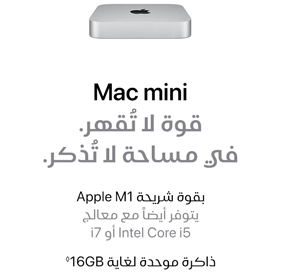 Mac mini
قوة لا تُقهر.
في مساحة لا تُذكر.
بقوة شريحة Apple M1
يتوفر أيضاً مع معالج
Intel Core i5 أو i7
ذاكرة موحدة لغاية 16GB◊